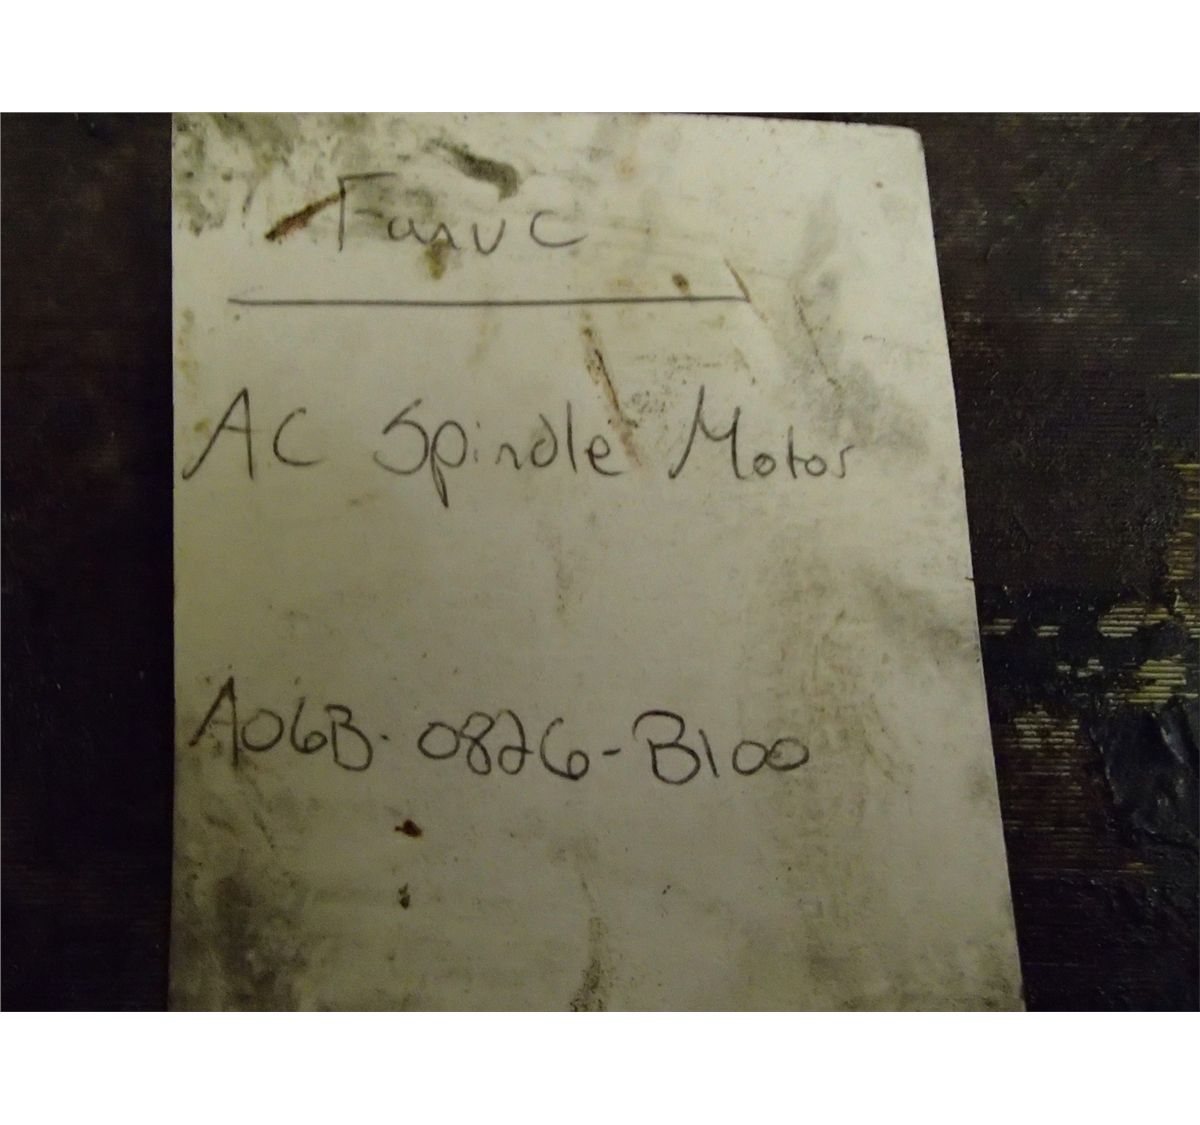 Fanuc
AC Spindle Motor
A06B-0826-B100